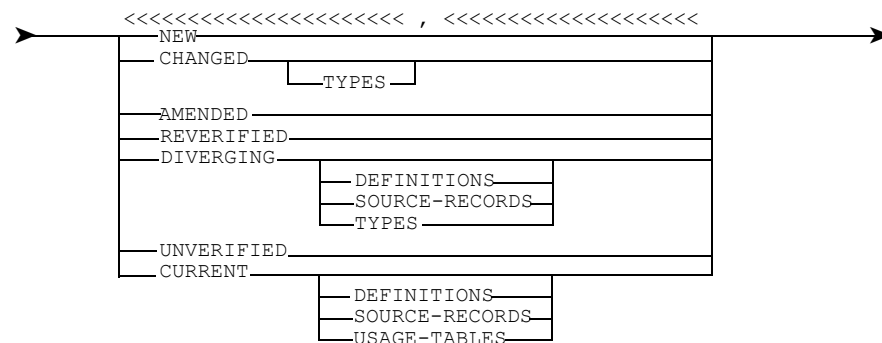 <<<<<<<<<<<<<<<<<<<<<< , <<<<<<<<<<<<<<<<<<<<
NEW
CHANGED
TYPES
AMENDED
REVERIFIED
DIVERGING
DEFINITIONS
SOURCE-RECORDS
TYPES
UNVERIFIED
CURRENT
DEFINITIONS
SOURCE-RECORDS
USAGE-TABLES